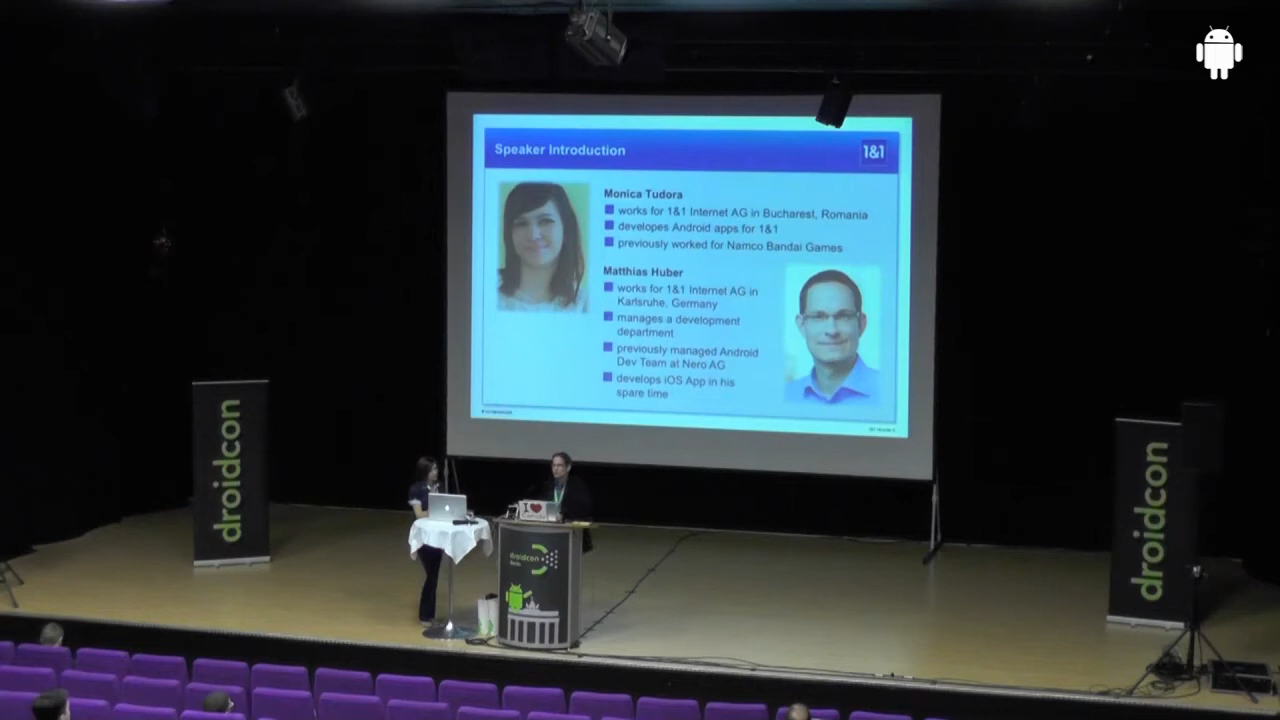 Speaker Introduction
1&1
Monica Tudora
works for 1&1 Internet AG in Bucharest, Romania
developes Android apps for 1&1
previously worked for Namco Bandai Games
Matthias Huber
works for 1&1 Internet AG in
Karlsruhe, Germany
manages a development
department
previously managed Android
Dev Team at Nero AG
develops iOS App in his
spare time
droidcon
droidcon
I
droidcon